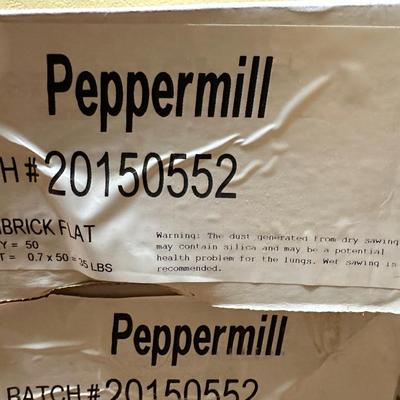 Peppermill
H # 20150552
BRICK FLAT
Y = 50
T = 0.7 x 50 = 35 LBS
Warning: The dust generated from dry sawing
may contain silica and may be a potential
health problem for the lungs. Wet sawing is
recommended.
Peppermill
BATCH # 20150552